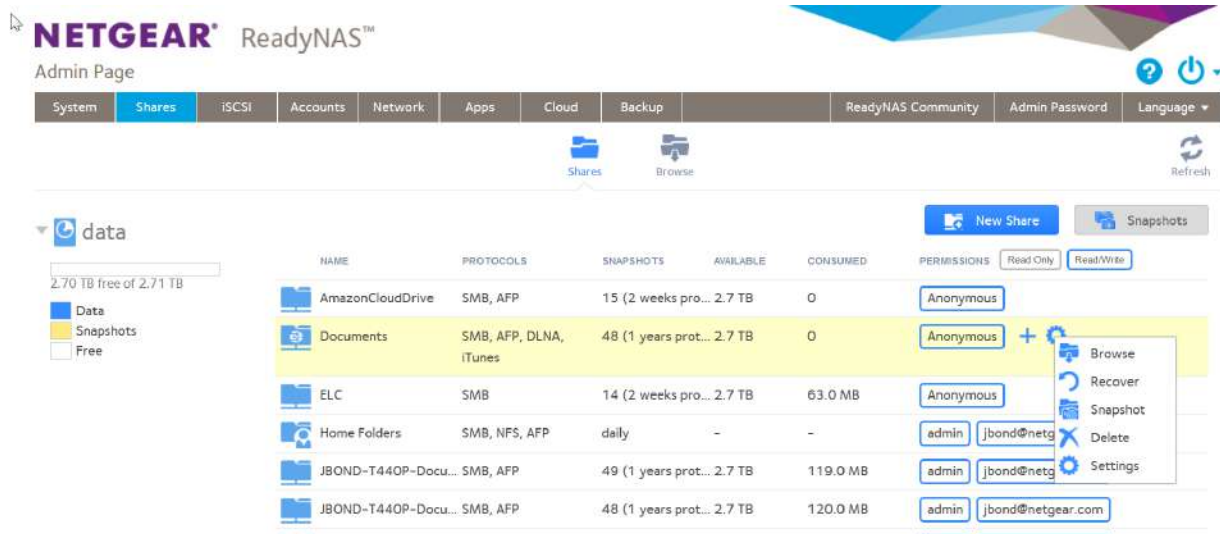 NETGEAR® ReadyNAS™
Admin Page
System Shares iSCSI Accounts Network Apps Cloud Backup ReadyNAS Community Admin Password Language
Shares Browse Refresh
data
New Share Snapshots
2.70 TB free of 2.71 TB
Data
Snapshots
Free
NAME PROTOCOLS SNAPSHOTS AVAILABLE CONSUMED PERMISSIONS Read Only Read/Write
AmazonCloudDrive SMB, AFP 15 (2 weeks pro... 2.7 TB 0 Anonymous
Documents SMB, AFP, DLNA, 48 (1 years prot... 2.7 TB 0 Anonymous
iTunes
ELC SMB 14 (2 weeks pro... 2.7 TB 63.0 MB Anonymous
Home Folders SMB, NFS, AFP daily - - admin jbond@netg
JBOND-T440P-Docu... SMB, AFP 49 (1 years prot... 2.7 TB 119.0 MB admin jbond@netg
JBOND-T440P-Docu... SMB, AFP 48 (1 years prot... 2.7 TB 120.0 MB admin jbond@netgear.com
Browse
Recover
Snapshot
Delete
Settings